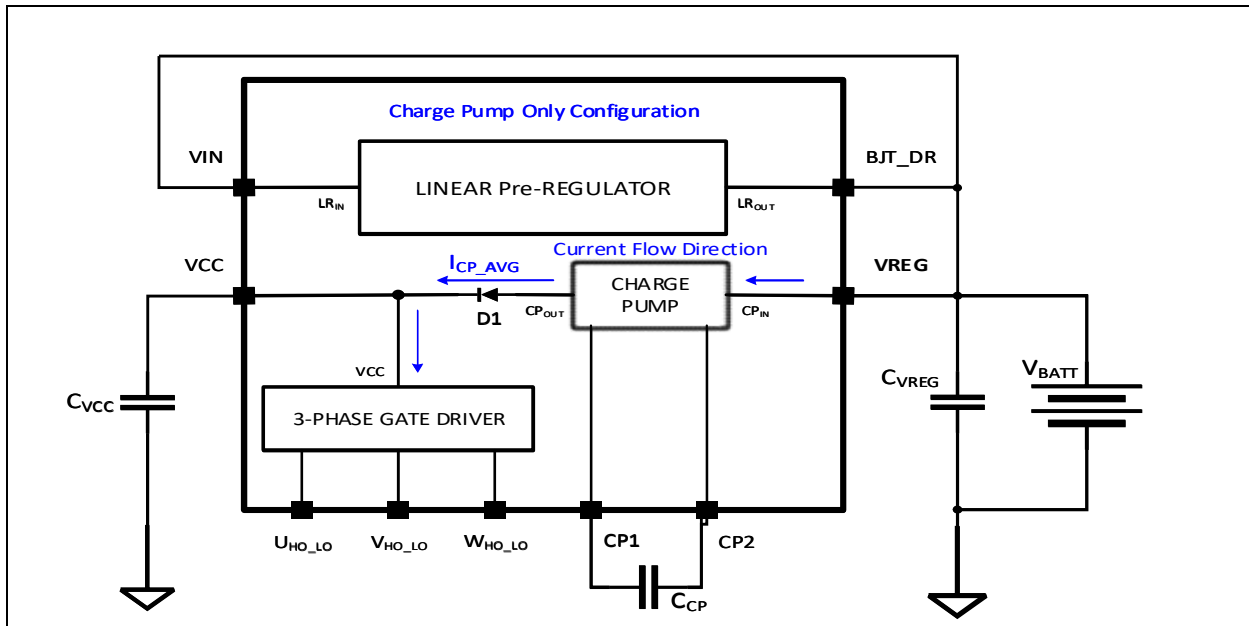 Charge Pump Only Configuration
VIN
BJT_DR
LINEAR Pre-REGULATOR
LRIN
LROUT
Current Flow Direction
VCC
ICP_AVG
VREG
CHARGE
PUMP
D1
CPOUT
CPIN
VCC
VBATT
CVREG
CVCC
3-PHASE GATE DRIVER
UHO_LO
VHO_LO
WHO_LO
CP1
CP2
CCP